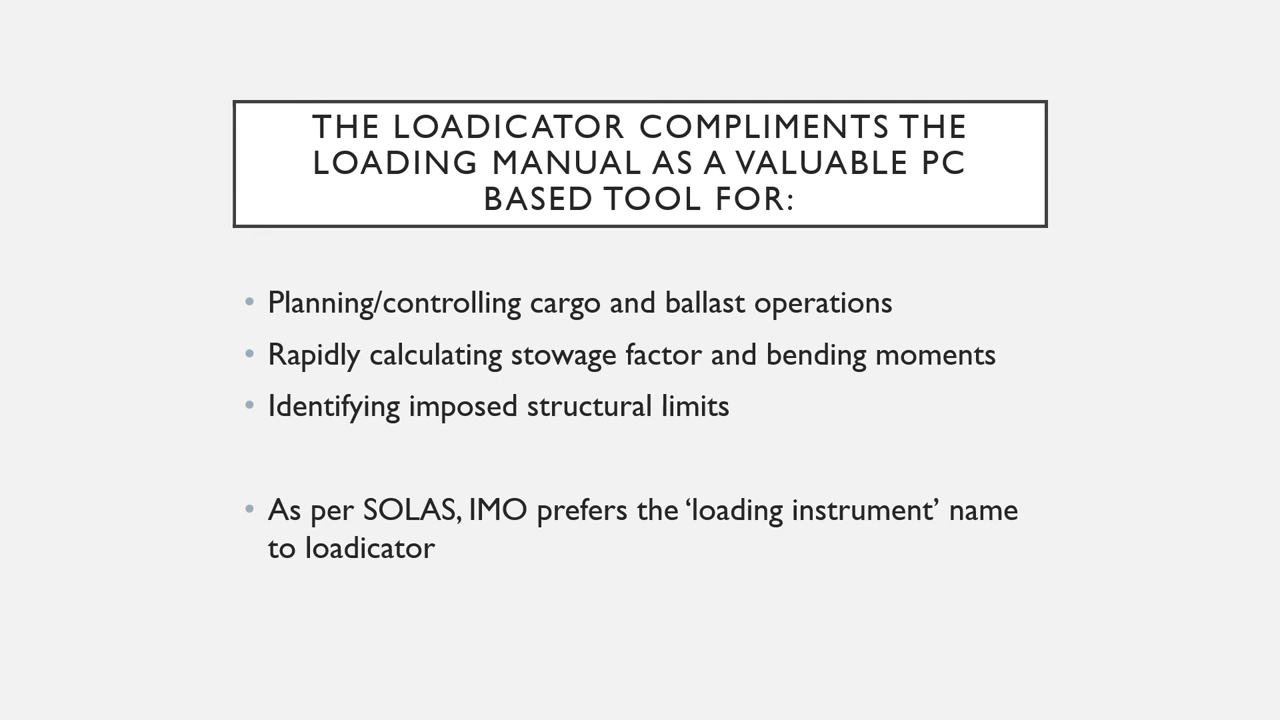 THE LOADICATOR COMPLIMENTS THE
LOADING MANUAL AS A VALUABLE PC
BASED TOOL FOR:
• Planning/controlling cargo and ballast operations
• Rapidly calculating stowage factor and bending moments
• Identifying imposed structural limits
• As per SOLAS, IMO prefers the ‘loading instrument’ name
to loadicator